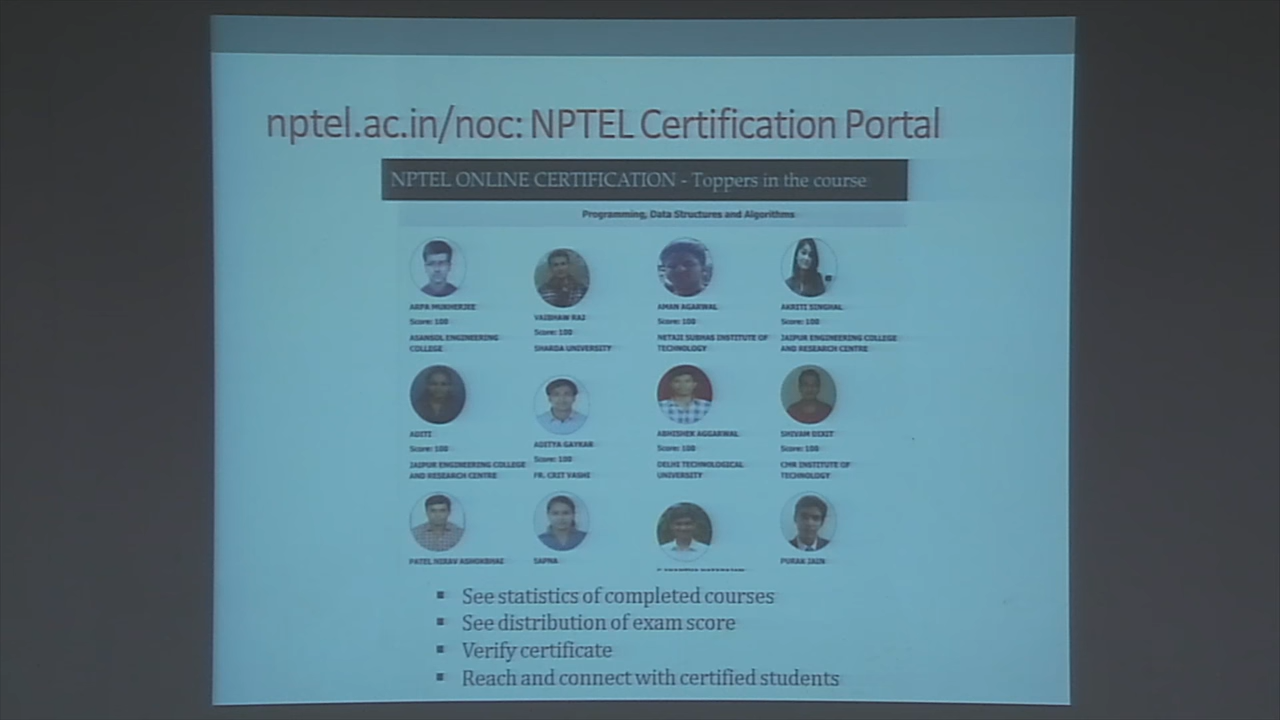 nptel.ac.in/noc: NPTEL Certification Portal
NPTEL ONLINE CERTIFICATION - Toppers in the course
Programming, Data Structures and Algorithms
ARPA MUKHERJEE
Score: 100
ASANSOL ENGINEERING
COLLEGE
VAIBHAW RAJ
Score: 100
SHARDA UNIVERSITY
AMAN AGARWAL
Score: 100
NETAJI SUBHAS INSTITUTE OF
TECHNOLOGY
AKRITI SINGHAL
Score: 100
JAIPUR ENGINEERING COLLEGE
AND RESEARCH CENTRE
ADITI
Score: 100
JAIPUR ENGINEERING COLLEGE
AND RESEARCH CENTRE
ADITYA GAYKAR
Score: 100
FR. CRIT VASHI
ABHISHEK AGGARWAL
Score: 100
DELHI TECHNOLOGICAL
UNIVERSITY
SHIVAM DIXIT
Score: 100
CMR INSTITUTE OF
TECHNOLOGY
PATEL NIRAV ASHOKBHAI
SAPNA
PURAK JAIN
▪ See statistics of completed courses
▪ See distribution of exam score
▪ Verify certificate
▪ Reach and connect with certified students